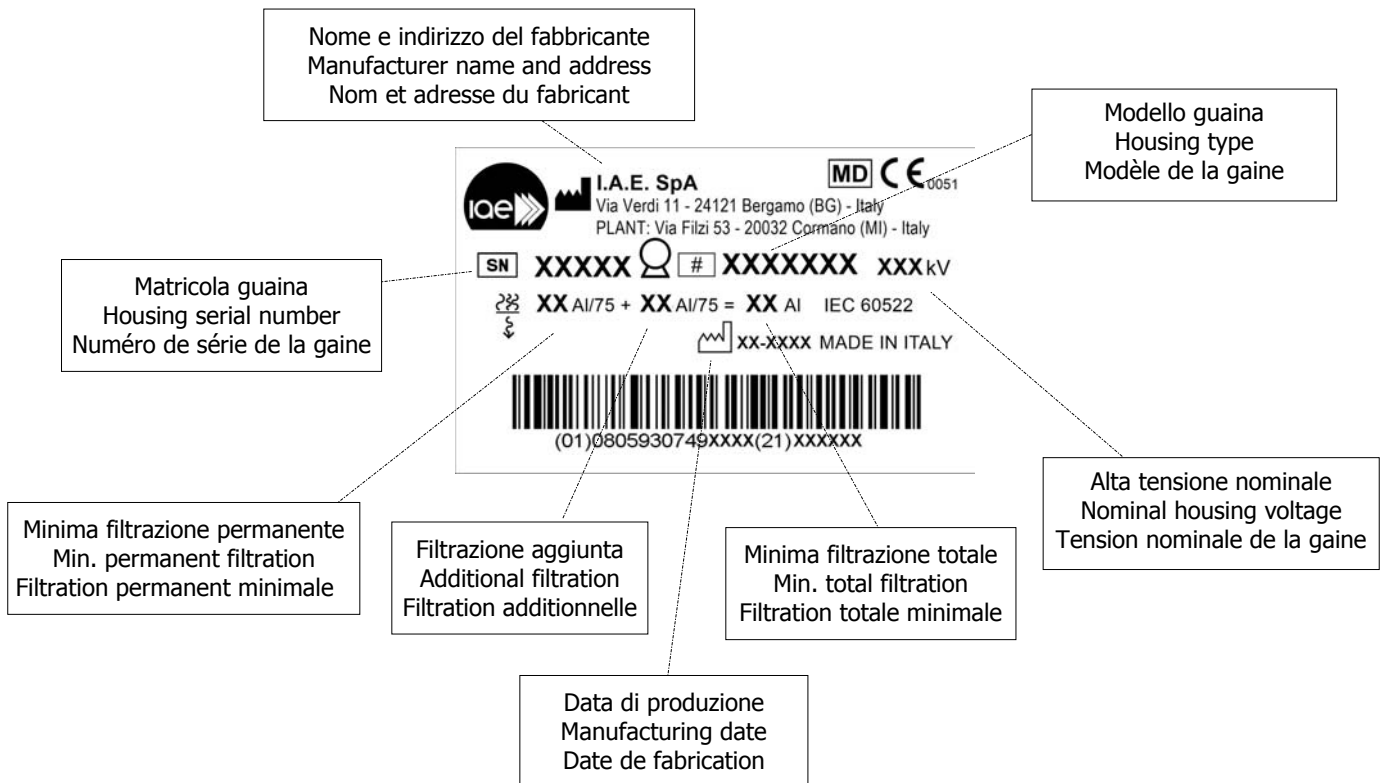 Nome e indirizzo del fabbricante
Manufacturer name and address
Nom et adresse du fabricant
Modello guaina
Housing type
Modèle de la gaine
iae
I.A.E. SpA
MD CE 0051
Via Verdi 11 - 24121 Bergamo (BG) - Italy
PLANT: Via Filzi 53 - 20032 Cormano (MI) - Italy
SN XXXXX # XXXXXXX XXX kV
XX Al/75 + XX Al/75 = XX Al IEC 60522
XX-XXXX MADE IN ITALY
(01)0805930749XXXX(21)XXXXXX
Matricola guaina
Housing serial number
Numéro de série de la gaine
Minima filtrazione permanente
Min. permanent filtration
Filtration permanent minimale
Filtrazione aggiunta
Additional filtration
Filtration additionnelle
Minima filtrazione totale
Min. total filtration
Filtration totale minimale
Alta tensione nominale
Nominal housing voltage
Tension nominale de la gaine
Data di produzione
Manufacturing date
Date de fabrication